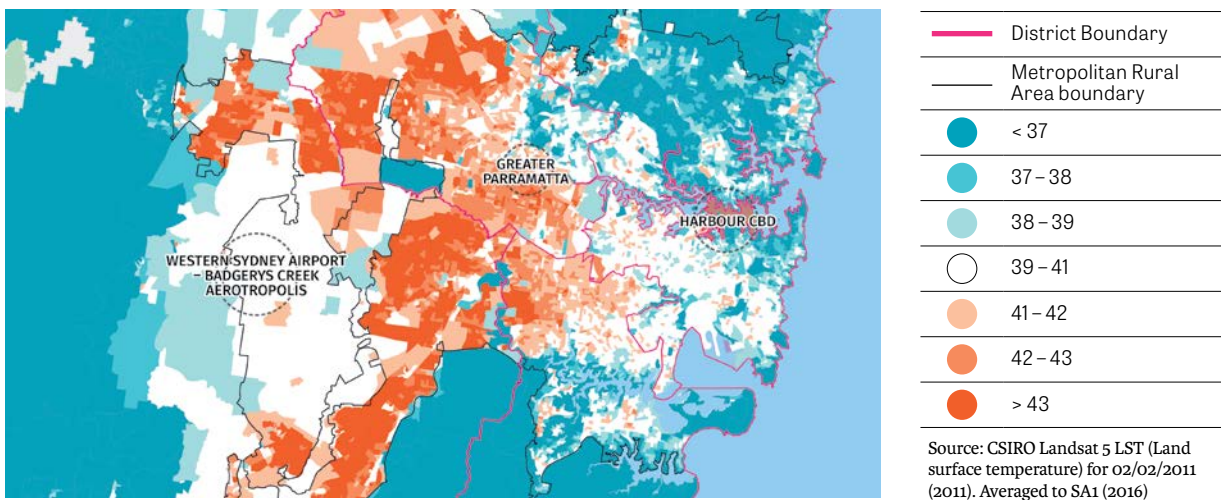 GREATER
PARRAMATTA
HARBOUR CBD
WESTERN SYDNEY AIRPORT
– BADGERYS CREEK
AEROTROPOLIS
District Boundary
Metropolitan Rural
Area boundary
< 37
37 – 38
38 – 39
39 – 41
41 – 42
42 – 43
> 43
Source: CSIRO Landsat 5 LST (Land
surface temperature) for 02/02/2011
(2011). Averaged to SA1 (2016)